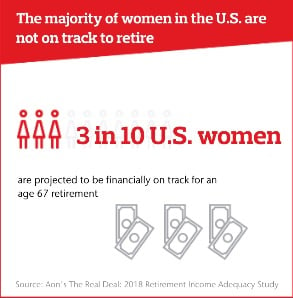 The majority of women in the U.S. are
not on track to retire
3 in 10 U.S. women
are projected to be financially on track for an
age 67 retirement
Source: Aon's The Real Deal: 2018 Retirement Income Adequacy Study